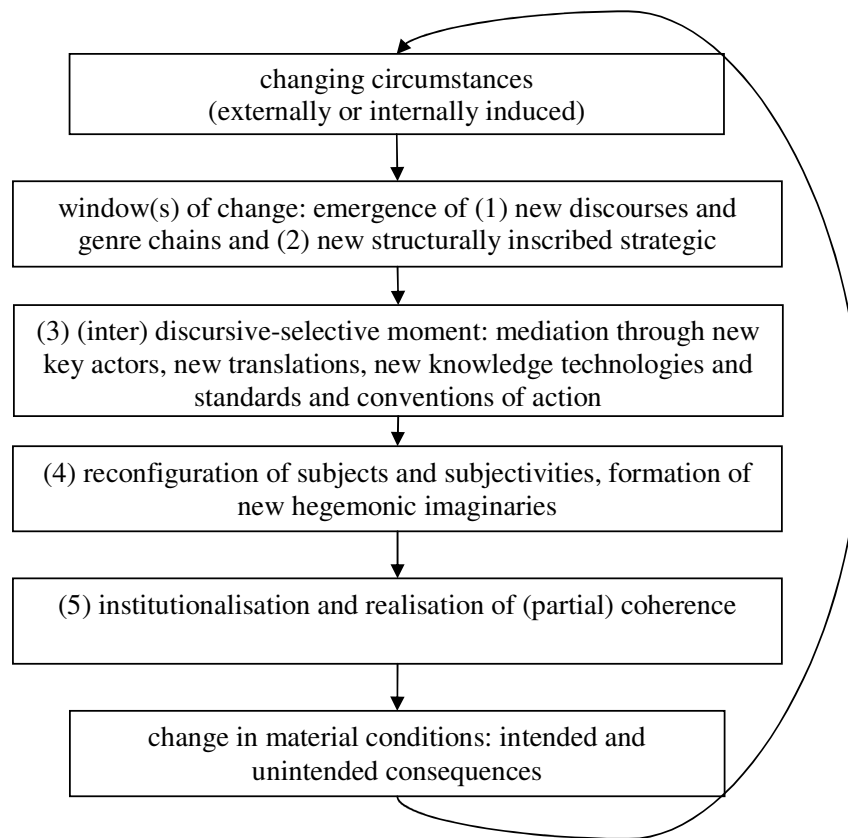 changing circumstances
(externally or internally induced)
window(s) of change: emergence of (1) new discourses and
genre chains and (2) new structurally inscribed strategic
(3) (inter) discursive-selective moment: mediation through new
key actors, new translations, new knowledge technologies and
standards and conventions of action
(4) reconfiguration of subjects and subjectivities, formation of
new hegemonic imaginaries
(5) institutionalisation and realisation of (partial) coherence
change in material conditions: intended and
unintended consequences